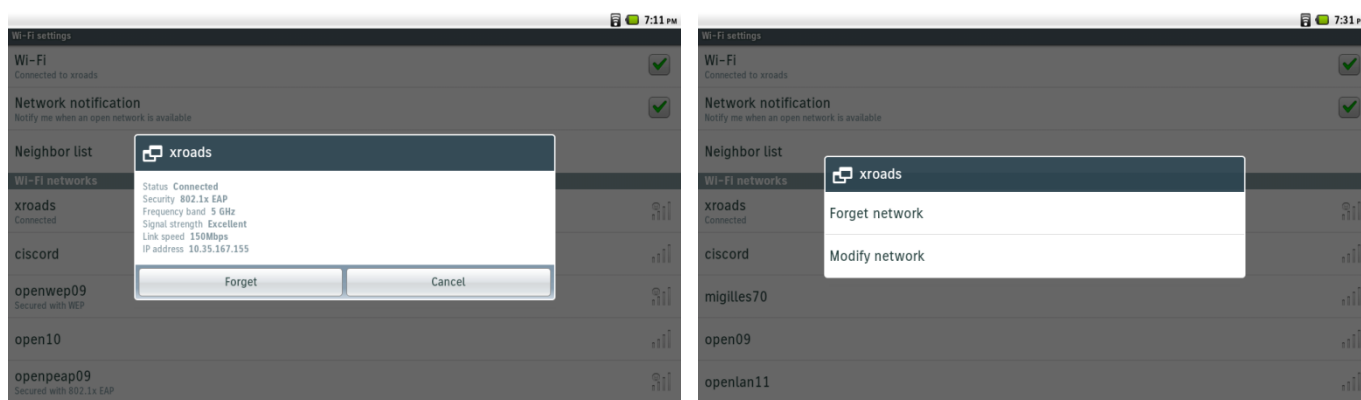 7:11 PM
Wi-Fi settings
Wi-Fi
Connected to xroads
Network notification
Notify me when an open network is available
Neighbor list
Wi-Fi networks
xroads
Connected
ciscord
openwep09
Secured with WEP
open10
openpeap09
Secured with 802.1x EAP
xroads
Status Connected
Security 802.1x EAP
Frequency band 5 GHz
Signal strength Excellent
Link speed 150Mbps
IP address 10.35.167.155
Forget
Cancel
7:31 P
Wi-Fi settings
Wi-Fi
Connected to xroads
Network notification
Notify me when an open network is available
Neighbor list
Wi-Fi networks
xroads
Connected
ciscord
migilles70
open09
openlan11
xroads
Forget network
Modify network